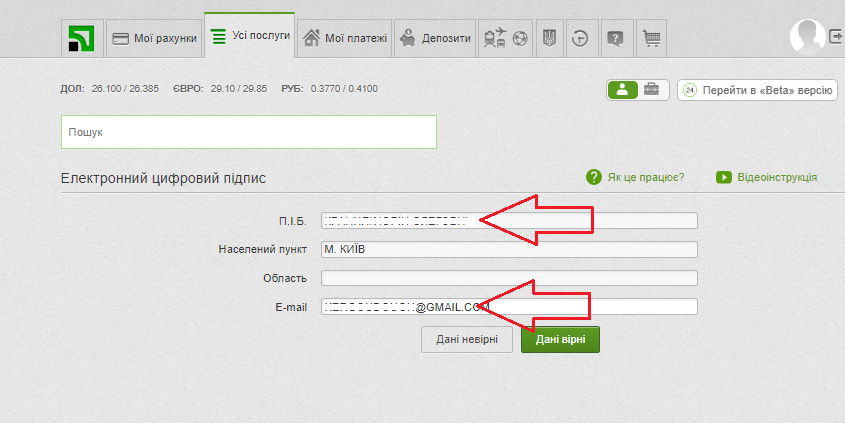 Мої рахунки Усі послуги Мої платежі Депозити
ДОЛ: 26.100 / 26.385 ЄВРО: 29.10 / 29.85 РУБ: 0.3770 / 0.4100
24 Перейти в «Beta» версію
Пошук
Електронний цифровий підпис
? Як це працює? Відеоінструкція
П.І.Б.
Населений пункт М. КИЇВ
Область
E-mail @GMAIL.COM
Дані невірні Дані вірні